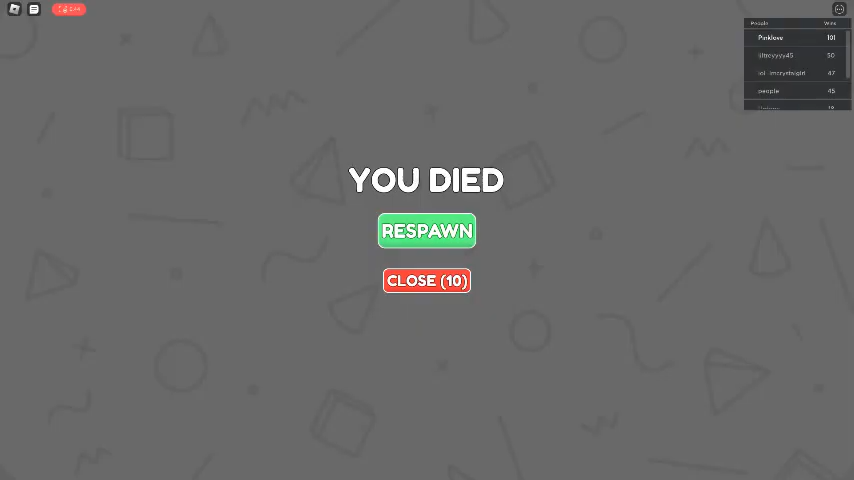 People Wins
Pinklove 101
50
47
people 45
YOU DIED
RESPAWN
CLOSE (10)